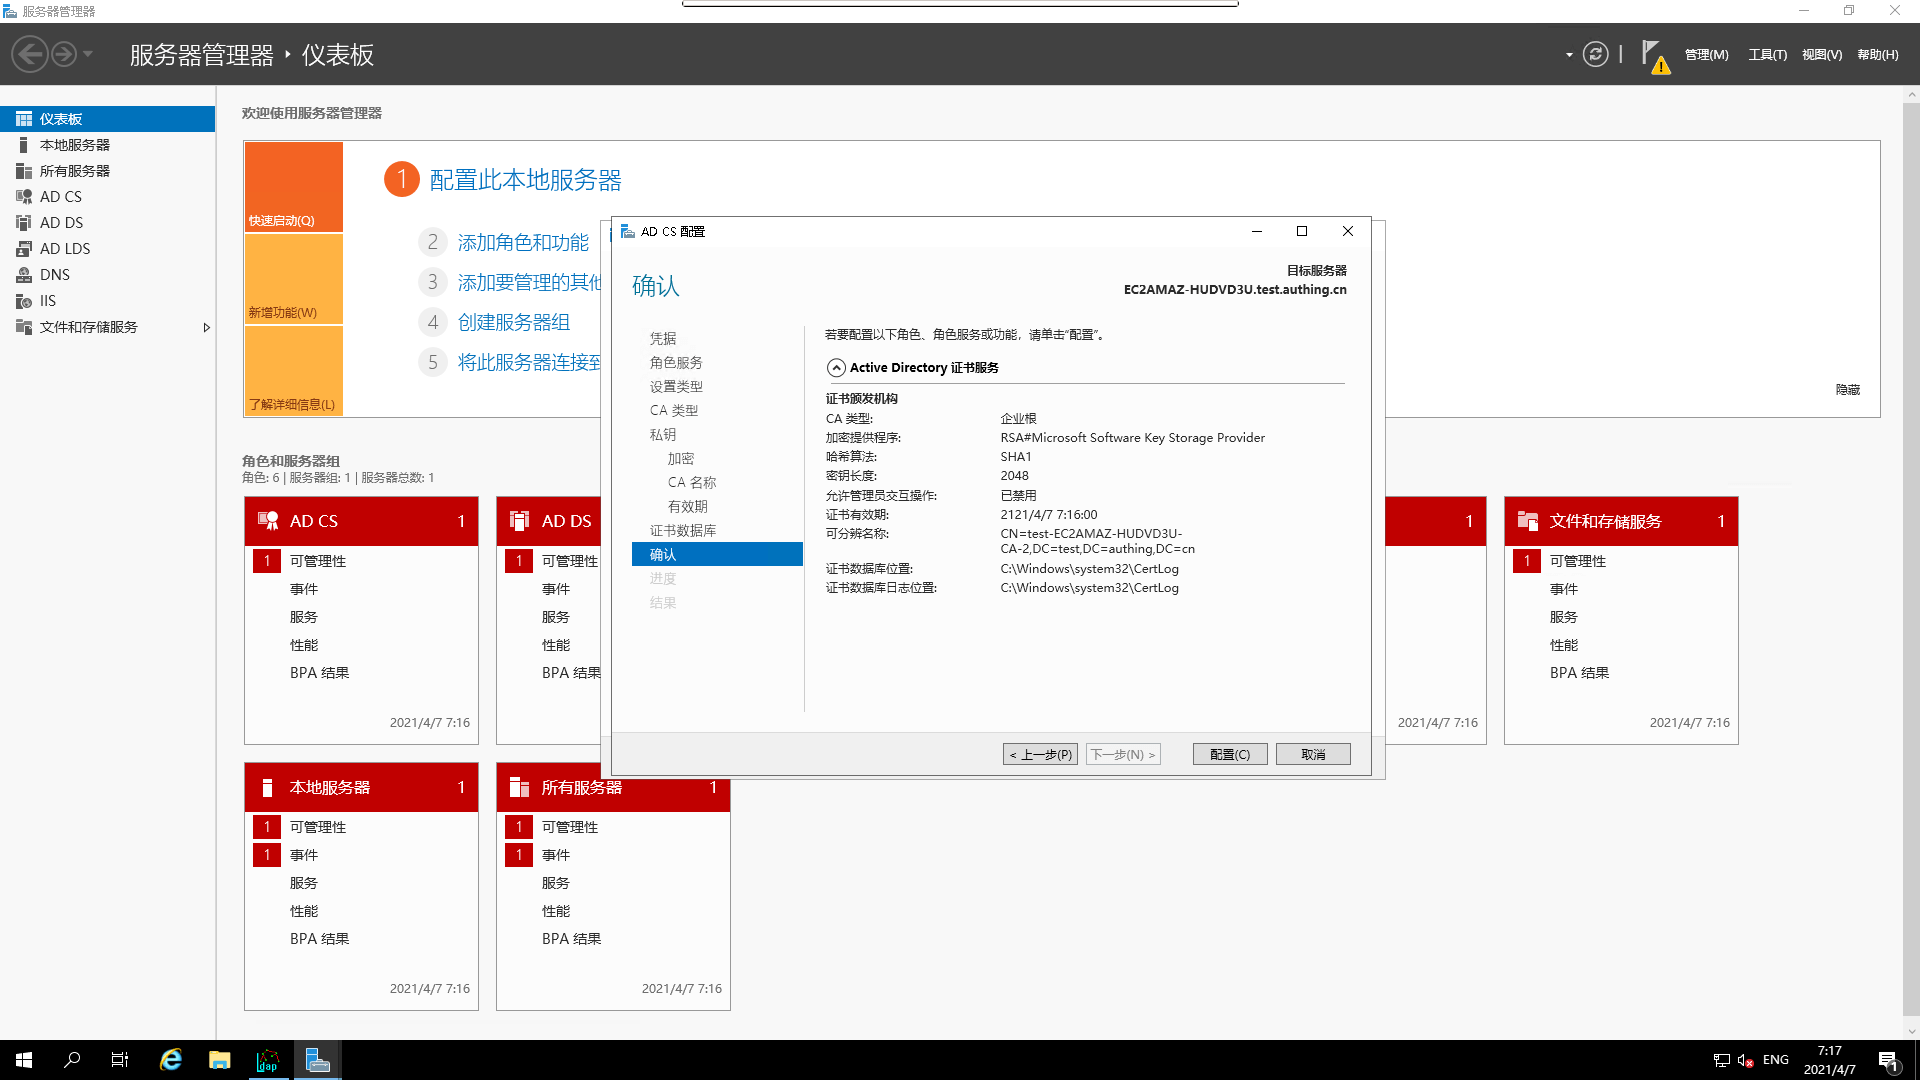 服务器管理器
服务器管理器 · 仪表板
管理(M) 工具(T) 视图(V) 帮助(H)
仪表板
本地服务器
所有服务器
AD CS
AD DS
AD LDS
DNS
IIS
文件和存储服务
欢迎使用服务器管理器
快速启动(Q)
新增功能(W)
了解详细信息(L)
1 配置此本地服务器
2 添加角色和功能
3 添加要管理的其他
4 创建服务器组
5 将此服务器连接到
隐藏
角色和服务器组
角色: 6 | 服务器组: 1 | 服务器总数: 1
AD CS 1
1 可管理性
事件
服务
性能
BPA 结果
2021/4/7 7:16
AD DS
1 可管理性
事件
服务
性能
BPA 结果
1
2021/4/7 7:16
文件和存储服务 1
1 可管理性
事件
服务
性能
BPA 结果
2021/4/7 7:16
本地服务器 1
1 可管理性
1 事件
服务
性能
BPA 结果
2021/4/7 7:16
所有服务器 1
1 可管理性
1 事件
服务
性能
BPA 结果
2021/4/7 7:16
AD CS 配置
确认
目标服务器
EC2AMAZ-HUDVD3U.test.authing.cn
凭据
角色服务
设置类型
CA 类型
私钥
加密
CA 名称
有效期
证书数据库
确认
进度
结果
若要配置以下角色、角色服务或功能，请单击“配置”。
Active Directory 证书服务
证书颁发机构
CA 类型: 企业根
加密提供程序: RSA#Microsoft Software Key Storage Provider
哈希算法: SHA1
密钥长度: 2048
允许管理员交互操作: 已禁用
证书有效期: 2121/4/7 7:16:00
可分辨名称: CN=test-EC2AMAZ-HUDVD3U-
CA-2,DC=test,DC=authing,DC=cn
证书数据库位置: C:\Windows\system32\CertLog
证书数据库日志位置: C:\Windows\system32\CertLog
< 上一步(P) 下一步(N) > 配置(C) 取消
ldap
ENG
7:17
2021/4/7
1